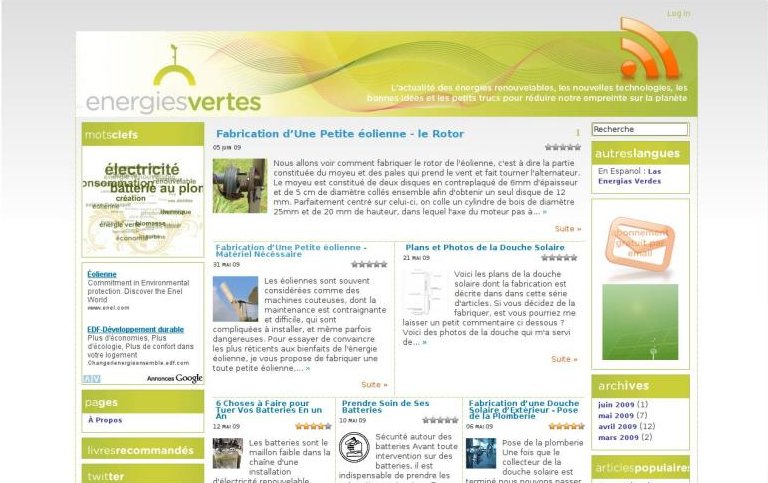 Log in
L'actualité des énergies renouvelables, les nouvelles technologies, les
bonnes idées et les petits trucs pour réduire notre empreinte sur la planète
energiesvertes
motsclefs
électricité
batterie au plon
création
éolienne
thermique
énergie verte
biomasse
économie
Éolienne
Commitment in Environmental
protection. Discover the Enel
World
www.enel.com
EDF-Développement durable
Plus d'économies, Plus
d'écologie, Plus de confort dans
votre logement
Changerdenergieensemble.edf.com
Annonces Google
pages
À Propos
livresrecommandés
twitter
Fabrication d'Une Petite éolienne - le Rotor
1
05 JUIN 09
Nous allons voir comment fabriquer le rotor de l'éolienne, c'est à dire la partie
constituée du moyeu et des pales qui prend le vent et fait tourner l'alternateur.
Le moyeu est constitué de deux disques en contreplaqué de 6mm d'épaisseur
et de 5 cm de diamètre collés ensemble afin d'obtenir un seul disque de 12
mm. Parfaitement centré sur celui-ci, on colle un cylindre de bois de diamètre
25mm et de 20 mm de hauteur, dans lequel l'axe du moteur pas à... »
Suite »
Fabrication d'Une Petite éolienne -
Matériel Nécéssaire
31 MAI 09
Les éoliennes sont souvent
considérées comme des
machines couteuses, dont la
maintenance est contraignante
et difficile, qui sont
compliquées à installer, et même parfois
dangereuses. Pour essayer de convaincre
les plus réticents aux bienfaits de l'énergie
éolienne, je vous propose de fabriquer une
toute petite éolienne.... »
Suite »
Plans et Photos de la Douche Solaire
21 MAI 09
Voici les plans de la douche
solaire dont la fabrication est
décrite dans dans cette série
d'articles. Si vous décidez de la
fabriquer, est vous pourriez me
laisser un petit commentaire ci dessous ?
Voici des photos de la douche qui m'a servi
de... »
Suite »
6 Choses à Faire pour
Tuer Vos Batteries En un
An
12 MAI 09
Les batteries sont le
maillon faible dans la
chaîne d'une
installation
d'électricité renouvelable
Prendre Soin de Ses
Batteries
10 MAI 09
Sécurité autour des
batteries Avant toute
intervention sur des
batteries, il est
indispensable de prendre les
Fabrication d'une Douche
Solaire d'Extérieur - Pose
de la Plomberie
06 MAI 09
Pose de la plomberie
Une fois que le
collecteur de la
douche solaire est
terminé nous pouvons passer
Recherche
autreslangues
En Espanol : Las
Energias Verdes
abonnement
gratuit par
email
archives
juin 2009 (1)
mai 2009 (7)
avril 2009 (12)
mars 2009 (2)
articlespopulaires